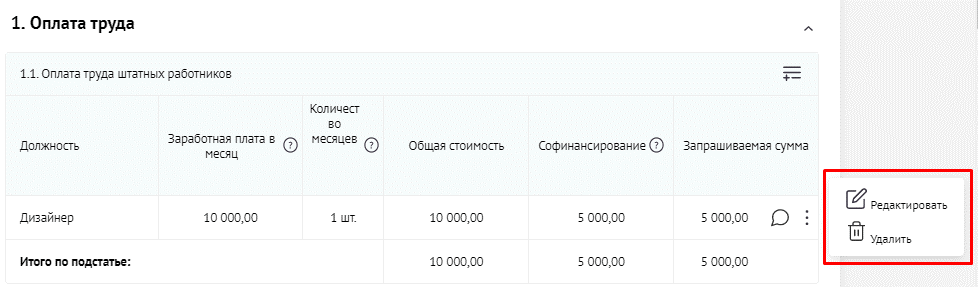 1. Оплата труда
1.1. Оплата труда штатных работников
Должность
Заработная плата в
месяц
?
Количест
во
месяцев
?
Общая стоимость
Софинансирование ?
Запрашиваемая сумма
Дизайнер
10 000,00
1 шт.
10 000,00
5 000,00
5 000,00
Редактировать
Удалить
Итого по подстатье:
10 000,00
5 000,00
5 000,00